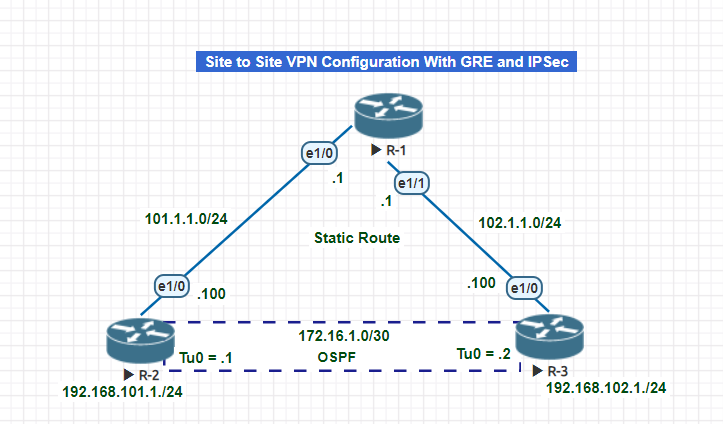 Site to Site VPN Configuration With GRE and IPSec
R-1
e1/0
.1
e1/1
.1
101.1.1.0/24
102.1.1.0/24
Static Route
e1/0
.100
.100
e1/0
172.16.1.0/30
Tu0 = .1
OSPF
Tu0 = .2
R-2
R-3
192.168.101.1./24
192.168.102.1./24